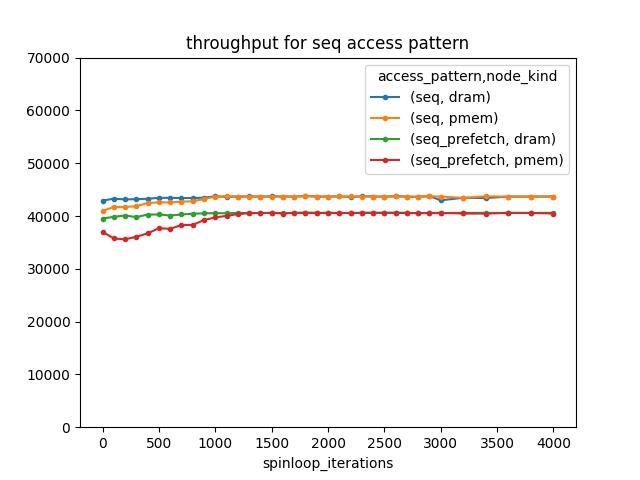 throughput for seq access pattern
70000
60000
50000
40000
30000
20000
10000
0
access_pattern,node_kind
(seq, dram)
(seq, pmem)
(seq_prefetch, dram)
(seq_prefetch, pmem)
0 500 1000 1500 2000 2500 3000 3500 4000
spinloop_iterations